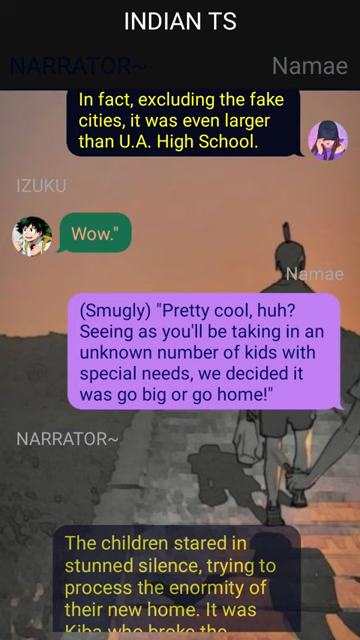 INDIAN TS
NARRATOR~
Namae
In fact, excluding the fake
cities, it was even larger
than U.A. High School.
IZUKU
Wow."
Namae
(Smugly) "Pretty cool, huh?
Seeing as you'll be taking in an
unknown number of kids with
special needs, we decided it
was go big or go home!"
NARRATOR~
The children stared in
stunned silence, trying to
process the enormity of
their new home. It was
Kiba who broke the